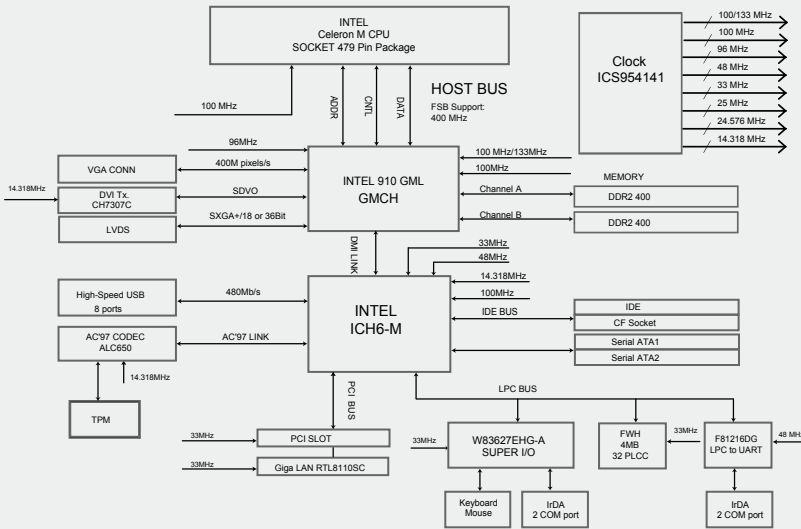 INTEL
Celeron M CPU
SOCKET 479 Pin Package
100 MHz
ADDR
CNTL
DATA
HOST BUS
FSB Support:
400 MHz
Clock
ICS954141
100/133 MHz
100 MHz
96 MHz
48 MHz
33 MHz
25 MHz
24.576 MHz
14.318 MHz
96MHz
VGA CONN
400M pixels/s
14.318MHz
DVI Tx.
CH7307C
SDVO
LVDS
SXGA+/18 or 36Bit
INTEL 910 GML
GMCH
100 MHz/133MHz
100MHz
MEMORY
Channel A
DDR2 400
Channel B
DDR2 400
DMI LINK
33MHz
48MHz
14.318MHz
100MHz
High-Speed USB
8 ports
480Mb/s
INTEL
ICH6-M
IDE BUS
IDE
CF Socket
Serial ATA1
Serial ATA2
AC'97 CODEC
ALC650
AC'97 LINK
14.318MHz
TPM
PCI BUS
LPC BUS
33MHz
PCI SLOT
33MHz
Giga LAN RTL8110SC
33MHz
W83627EHG-A
SUPER I/O
FWH
4MB
32 PLCC
33MHz
F81216DG
LPC to UART
48 MHz
Keyboard
Mouse
IrDA
2 COM port
IrDA
2 COM port